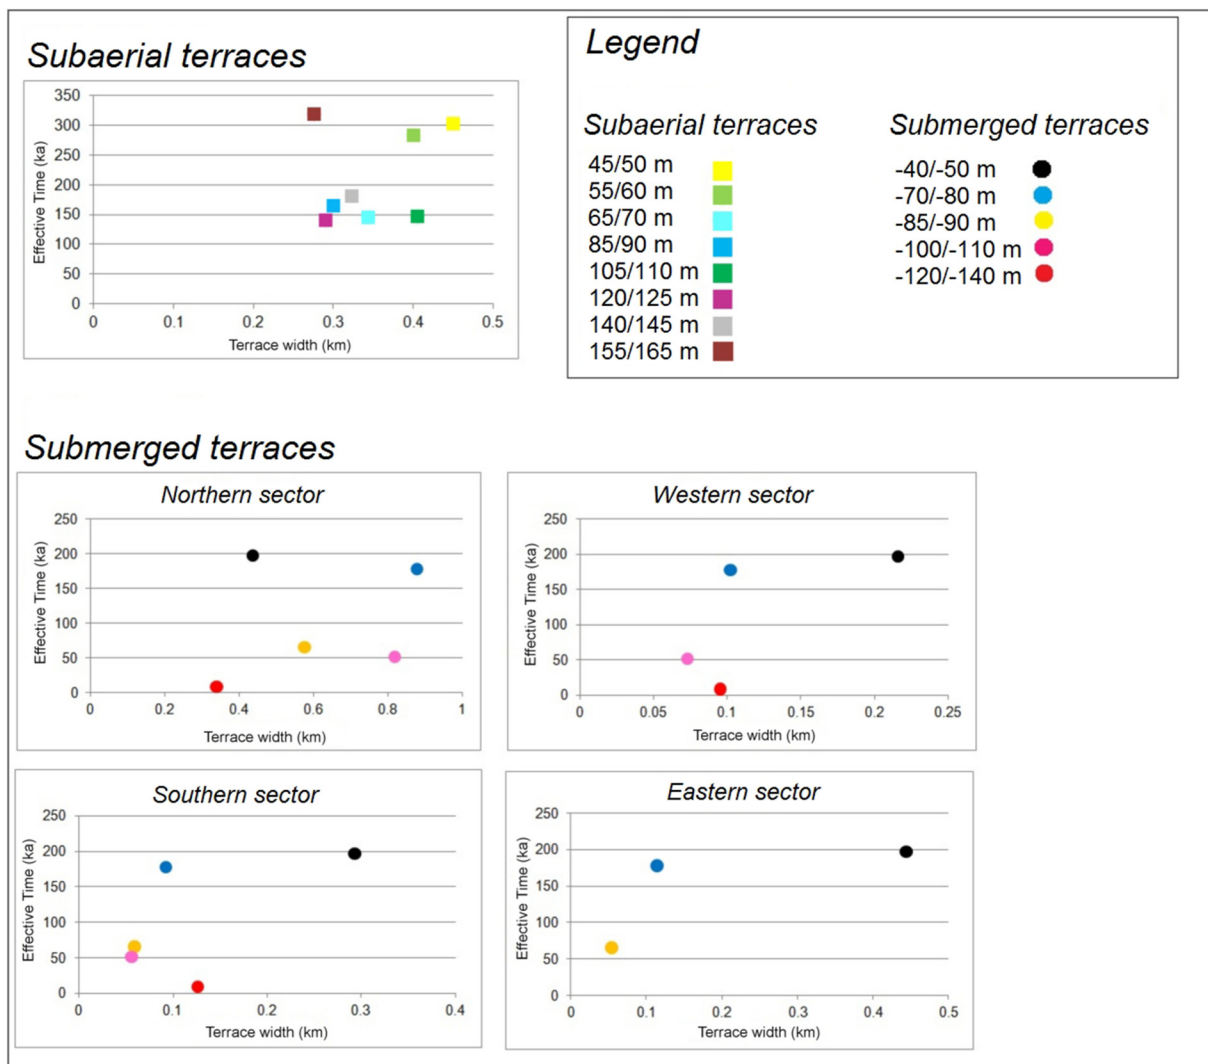 Subaerial terraces
350
300
250
200
150
100
50
0
Effective Time (ka)
0 0.1 0.2 0.3 0.4 0.5
Terrace width (km)
Legend
Subaerial terraces
45/50 m
55/60 m
65/70 m
85/90 m
105/110 m
120/125 m
140/145 m
155/165 m
Submerged terraces
-40/-50 m
-70/-80 m
-85/-90 m
-100/-110 m
-120/-140 m
Submerged terraces
Northern sector
250
200
150
100
50
0
Effective Time (ka)
0 0.2 0.4 0.6 0.8 1
Terrace width (km)
Western sector
250
200
150
100
50
0
Effective Time (ka)
0 0.05 0.1 0.15 0.2 0.25
Terrace width (km)
Southern sector
250
200
150
100
50
0
Effective Time (ka)
0 0.1 0.2 0.3 0.4
Terrace width (km)
Eastern sector
250
200
150
100
50
0
Effective Time (ka)
0 0.1 0.2 0.3 0.4 0.5
Terrace width (km)